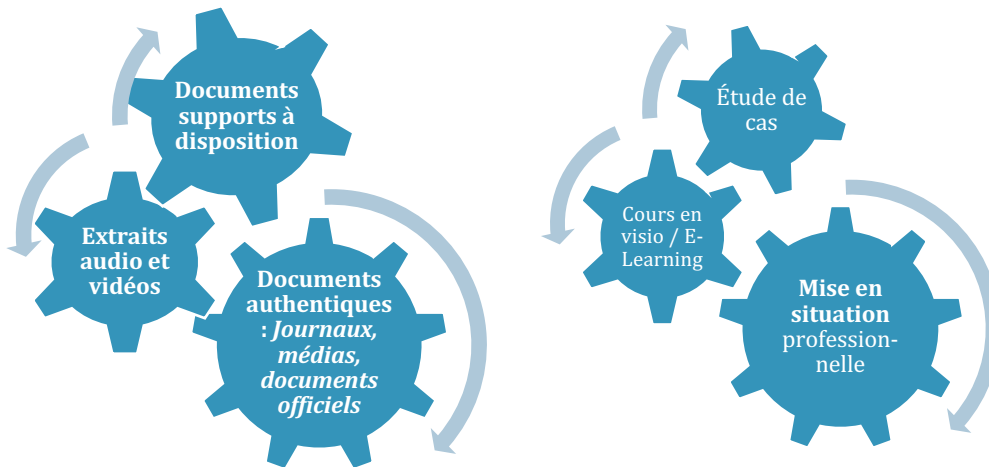 Documents
supports à
disposition
Extraits
audio et
vidéos
Documents
authentiques
: Journaux,
médias,
documents
officiels
Étude de
cas
Cours en
visio / E-
Learning
Mise en
situation
profession-
nelle